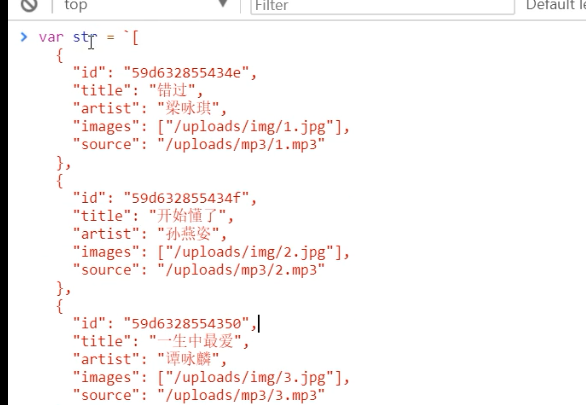 top Filter Default le
var str = `[
{
"id": "59d632855434e",
"title": "错过",
"artist": "梁咏琪",
"images": ["/uploads/img/1.jpg"],
"source": "/uploads/mp3/1.mp3"
},
{
"id": "59d632855434f",
"title": "开始懂了",
"artist": "孙燕姿",
"images": ["/uploads/img/2.jpg"],
"source": "/uploads/mp3/2.mp3"
},
{
"id": "59d6328554350",
"title": "一生中最爱",
"artist": "谭咏麟",
"images": ["/uploads/img/3.jpg"],
"source": "/uploads/mp3/3.mp3"